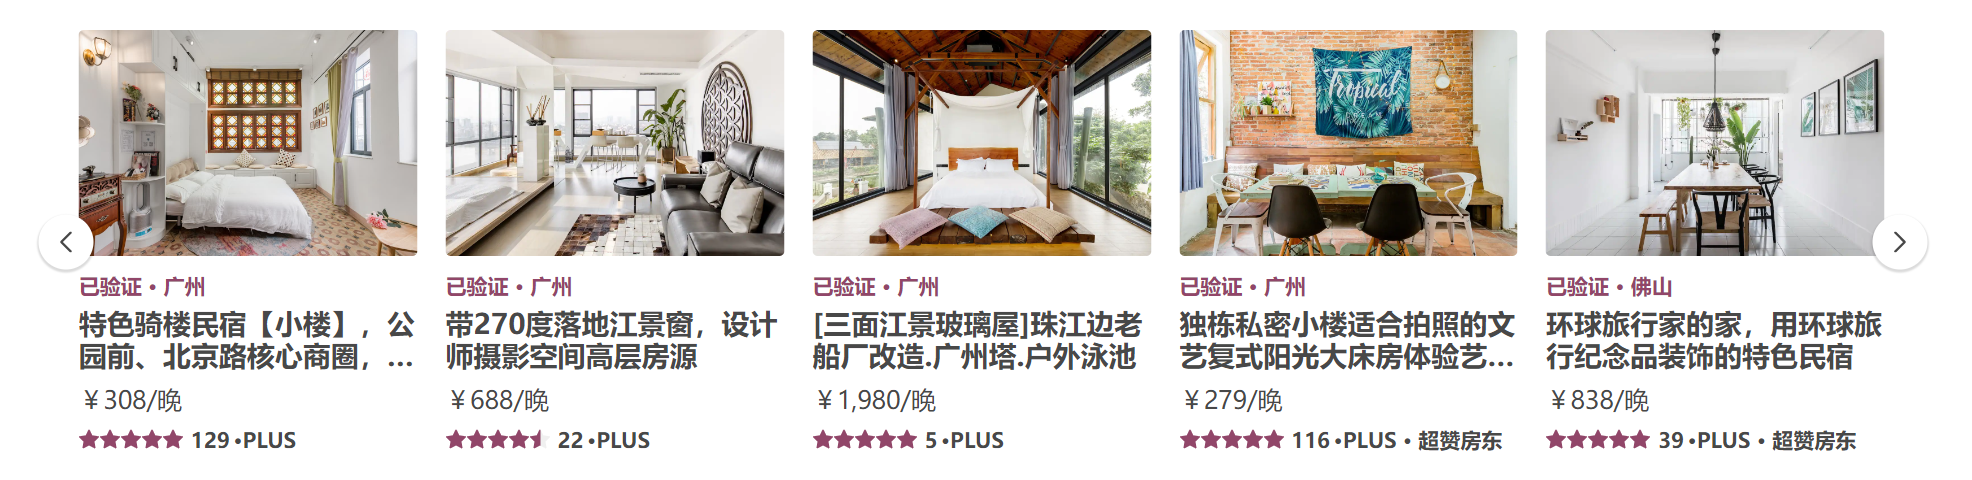 Tropical
已验证 · 广州
特色骑楼民宿【小楼】，公
园前、北京路核心商圈，...
￥308/晚
129 ·PLUS
已验证 · 广州
带270度落地江景窗，设计
师摄影空间高层房源
￥688/晚
22 ·PLUS
已验证 · 广州
[三面江景玻璃屋]珠江边老
船厂改造.广州塔.户外泳池
￥1,980/晚
5 ·PLUS
已验证 · 广州
独栋私密小楼适合拍照的文
艺复式阳光大床房体验艺...
￥279/晚
116 ·PLUS · 超赞房东
已验证 · 佛山
环球旅行家的家，用环球旅
行纪念品装饰的特色民宿
￥838/晚
39 ·PLUS · 超赞房东